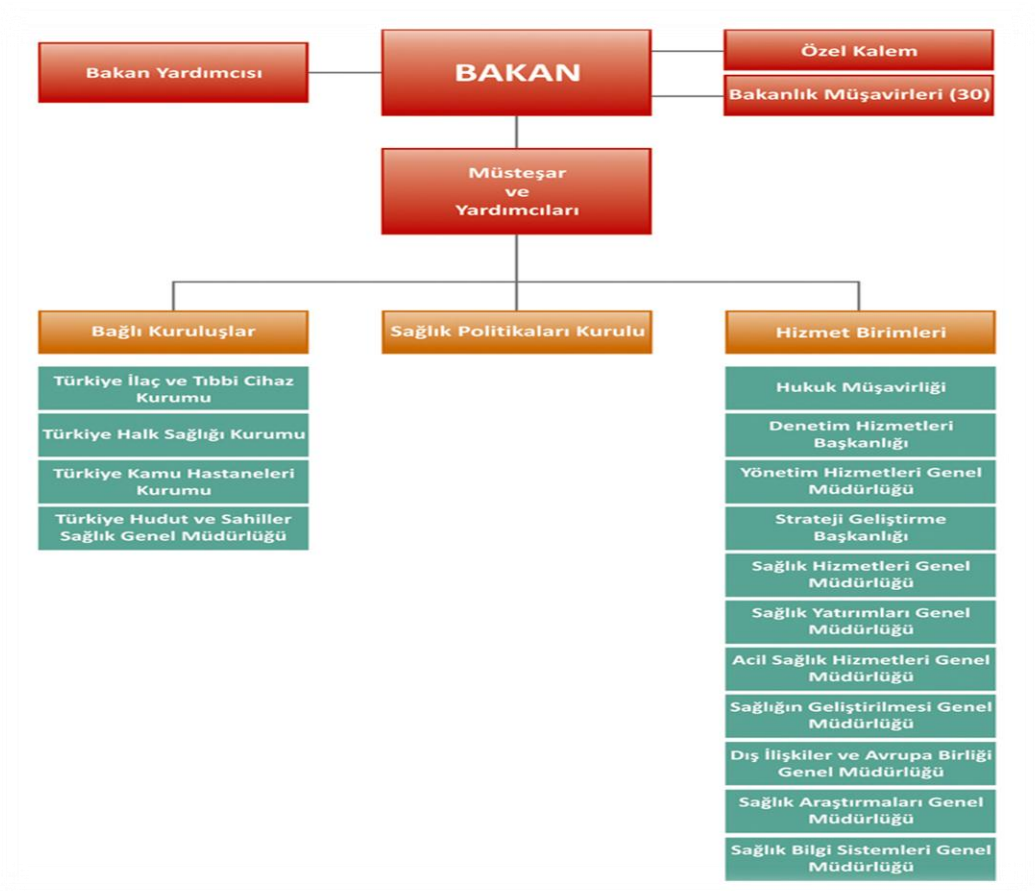 Bakan Yardımcısı
BAKAN
Özel Kalem
Bakanlık Müşavirleri (30)
Müsteşar
ve
Yardımcıları
Bağlı Kuruluşlar
Türkiye İlaç ve Tıbbi Cihaz
Kurumu
Türkiye Halk Sağlığı Kurumu
Türkiye Kamu Hastaneleri
Kurumu
Türkiye Hudut ve Sahiller
Sağlık Genel Müdürlüğü
Sağlık Politikaları Kurulu
Hizmet Birimleri
Hukuk Müşavirliği
Denetim Hizmetleri
Başkanlığı
Yönetim Hizmetleri Genel
Müdürlüğü
Strateji Geliştirme
Başkanlığı
Sağlık Hizmetleri Genel
Müdürlüğü
Sağlık Yatırımları Genel
Müdürlüğü
Acil Sağlık Hizmetleri Genel
Müdürlüğü
Sağlığın Geliştirilmesi Genel
Müdürlüğü
Dış İlişkiler ve Avrupa Birliği
Genel Müdürlüğü
Sağlık Araştırmaları Genel
Müdürlüğü
Sağlık Bilgi Sistemleri Genel
Müdürlüğü